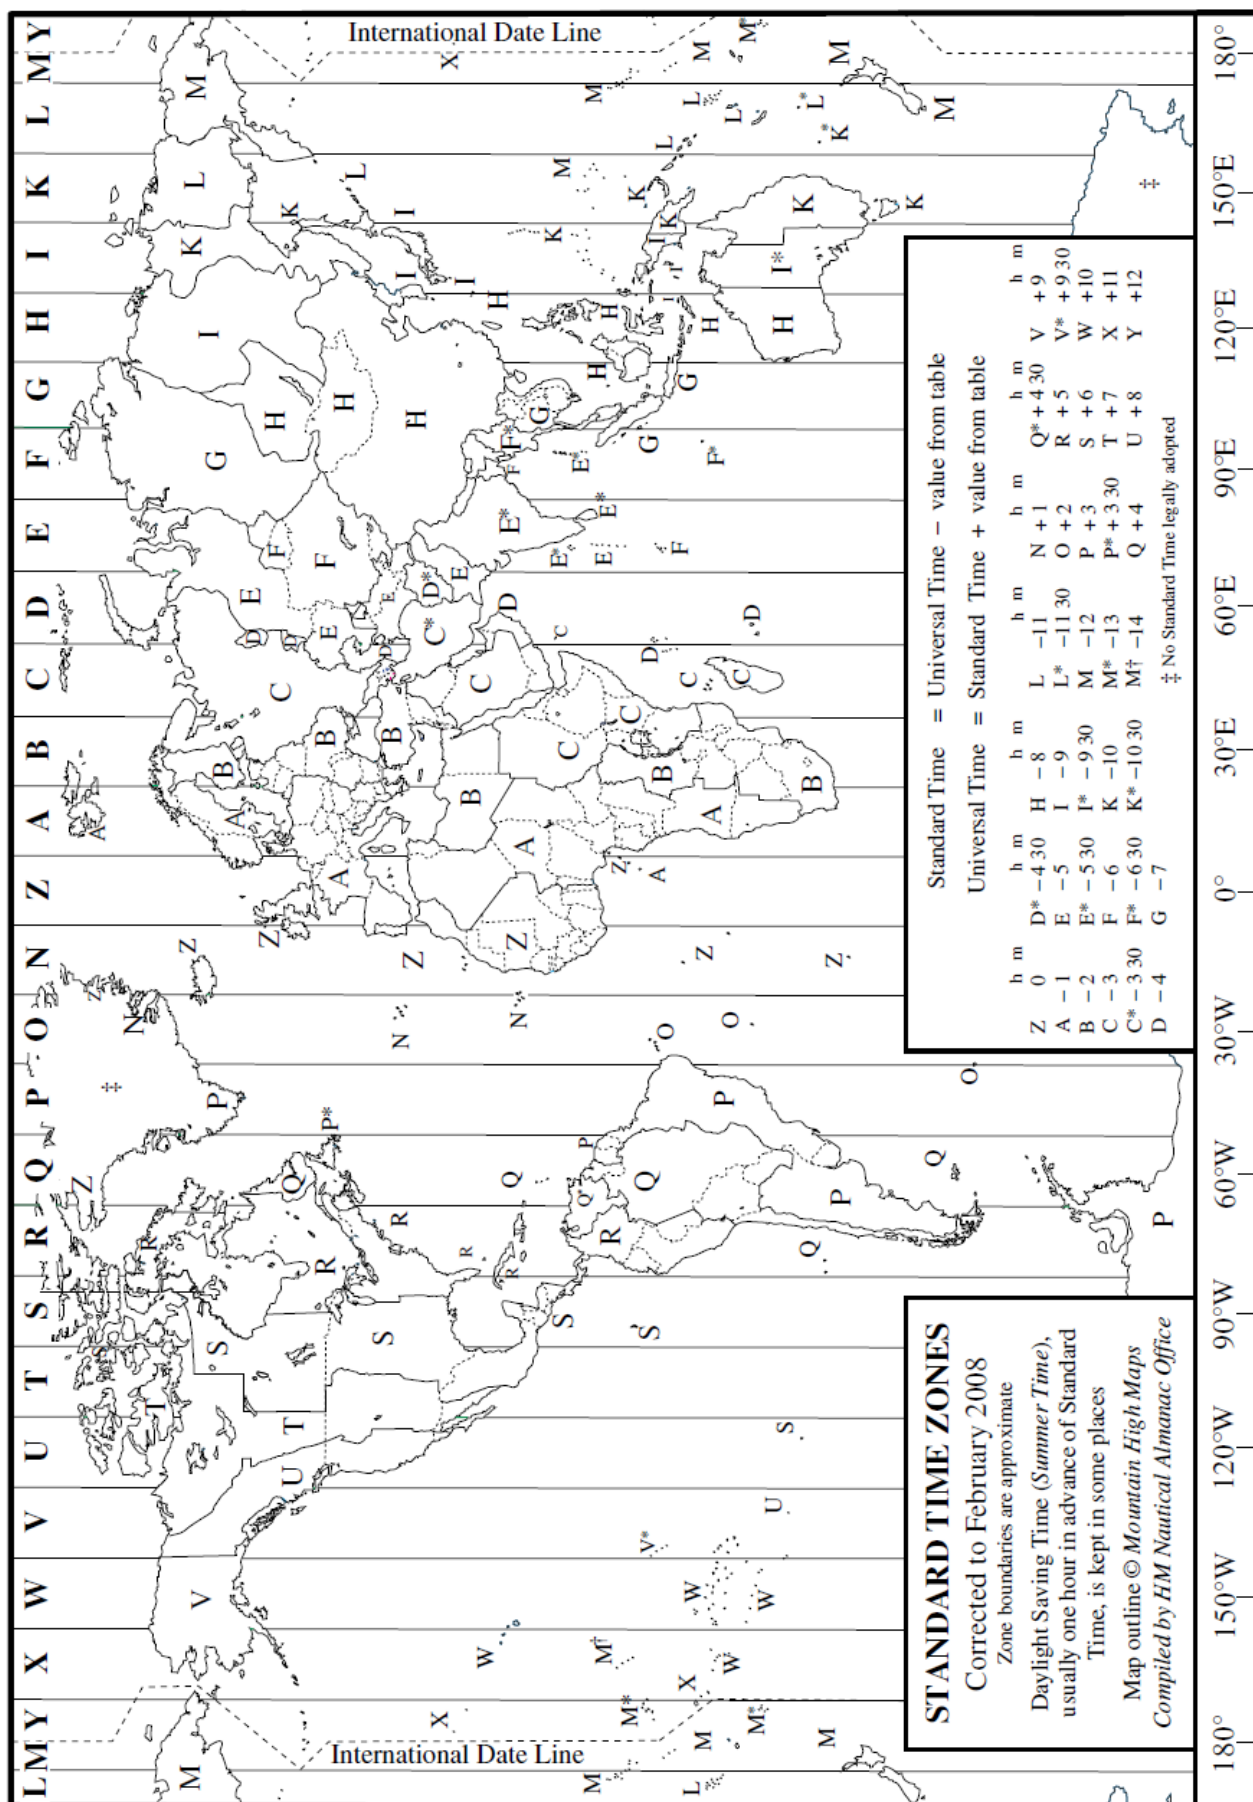 L M Y X W V U T S R Q P O N Z A B C D E F G H I K L M Y
International Date Line
International Date Line
STANDARD TIME ZONES
Corrected to February 2008
Zone boundaries are approximate
Daylight Saving Time (Summer Time),
usually one hour in advance of Standard
Time, is kept in some places
Map outline © Mountain High Maps
Compiled by HM Nautical Almanac Office
Standard Time = Universal Time − value from table
Universal Time = Standard Time + value from table
h m h m h m h m h m h m h m
Z 0 D* − 4 30 H − 8 L −11 N + 1 Q* + 4 30 V + 9
A − 1 E − 5 I − 9 L* −11 30 O + 2 R + 5 V* + 9 30
B − 2 E* − 5 30 I* − 9 30 M −12 P + 3 S + 6 W +10
C − 3 F − 6 K −10 M* −13 P* + 3 30 T + 7 X +11
C* − 3 30 F* − 6 30 K* −10 30 M† −14 Q + 4 U + 8 Y +12
D − 4 G − 7 ‡ No Standard Time legally adopted
180° 150°W 120°W 90°W 60°W 30°W 0° 30°E 60°E 90°E 120°E 150°E 180°